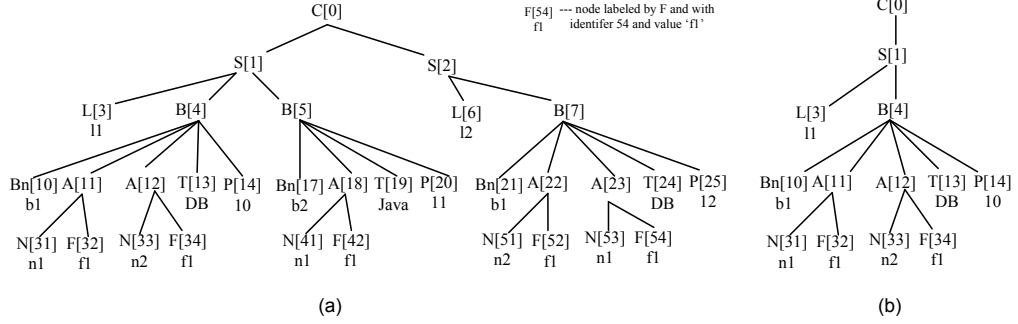 C[0]
F[54] --- node labeled by F and with
f1 identifer 54 and value ‘f1’
C[0]
S[1] S[2] S[1]
L[3] B[4] B[5] L[6] B[7] L[3] B[4]
l1 l2 l1
Bn[10] A[11] A[12] T[13] P[14] Bn[17] A[18] T[19] P[20] Bn[21] A[22] A[23] T[24] P[25] Bn[10] A[11] A[12] T[13] P[14]
b1 DB 10 b2 Java 11 b1 DB 12 b1 DB 10
N[31] F[32] N[33] F[34] N[41] F[42] N[51] F[52] N[53] F[54] N[31] F[32] N[33] F[34]
n1 f1 n2 f1 n1 f1 n2 f1 n1 f1 n1 f1 n2 f1
(a) (b)